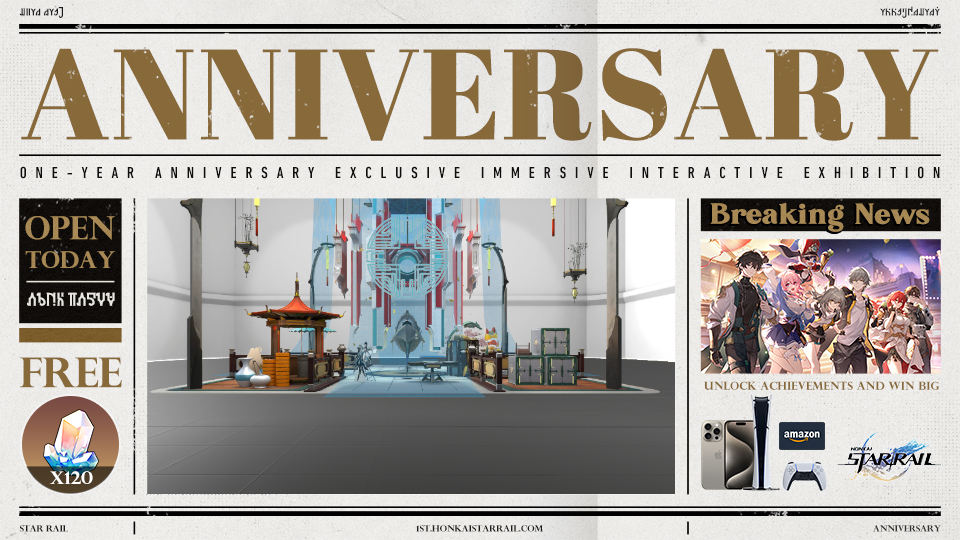 ANNIVERSARY
ONE-YEAR ANNIVERSARY EXCLUSIVE IMMERSIVE INTERACTIVE EXHIBITION
OPEN
TODAY
FREE
X120
Breaking News
UNLOCK ACHIEVEMENTS AND WIN BIG
amazon
HONKAI
STAR RAIL
STAR RAIL
1ST.HONKAISTARRAIL.COM
ANNIVERSARY